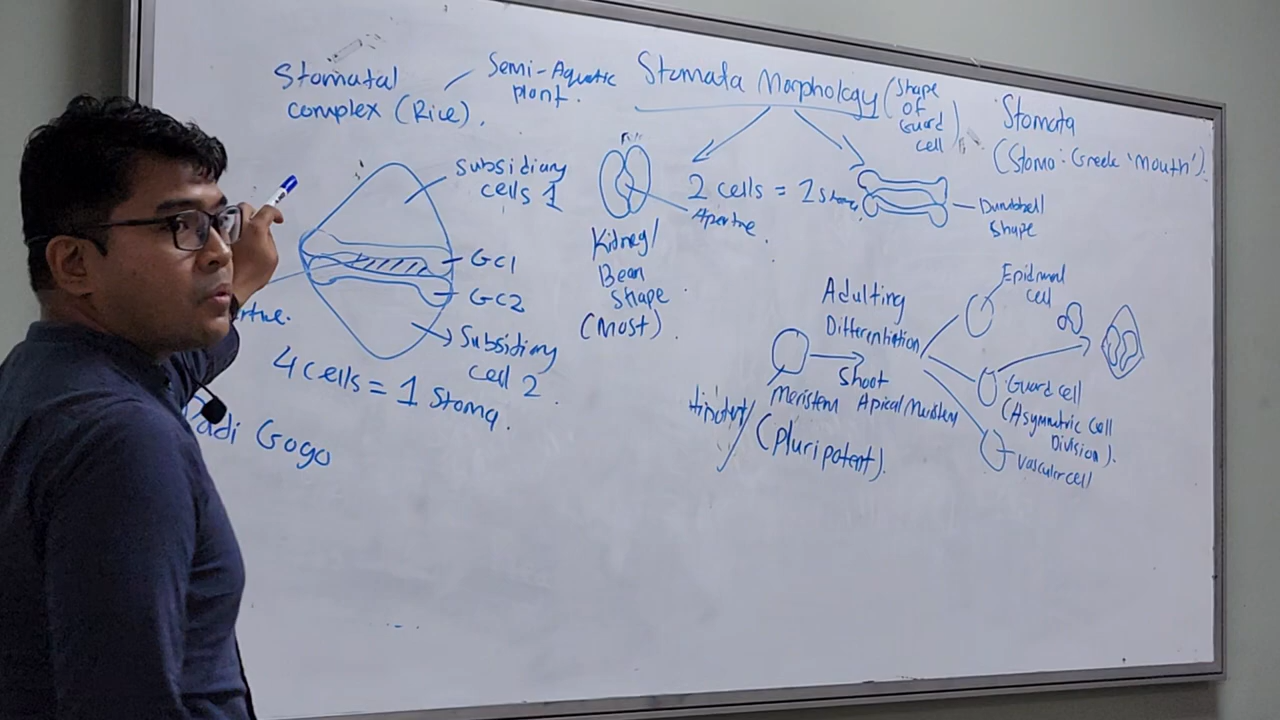 Stomatal
complex (Rice).
Semi-Aquatic
plant.
Subsidiary
cells 1
GC1
GC2
Subsidiary
cell 2.
4 cells = 1 Stoma.
Padi Gogo
Stomata Morphology
(Shape
of
Guard
cell)
2 cells = 1 Stoma,
Aperture.
Kidney/
Bean
Shape
(Most).
Dumbbell
Shape
Stomata
(Stomo: Greek 'mouth').
Adulting
Differentiation
Shoot
Meristem Apical Meristem
(pluripotent).
Epidermal
cell
Guard cell
(Asymmetric Cell
Division).
Vascular cell